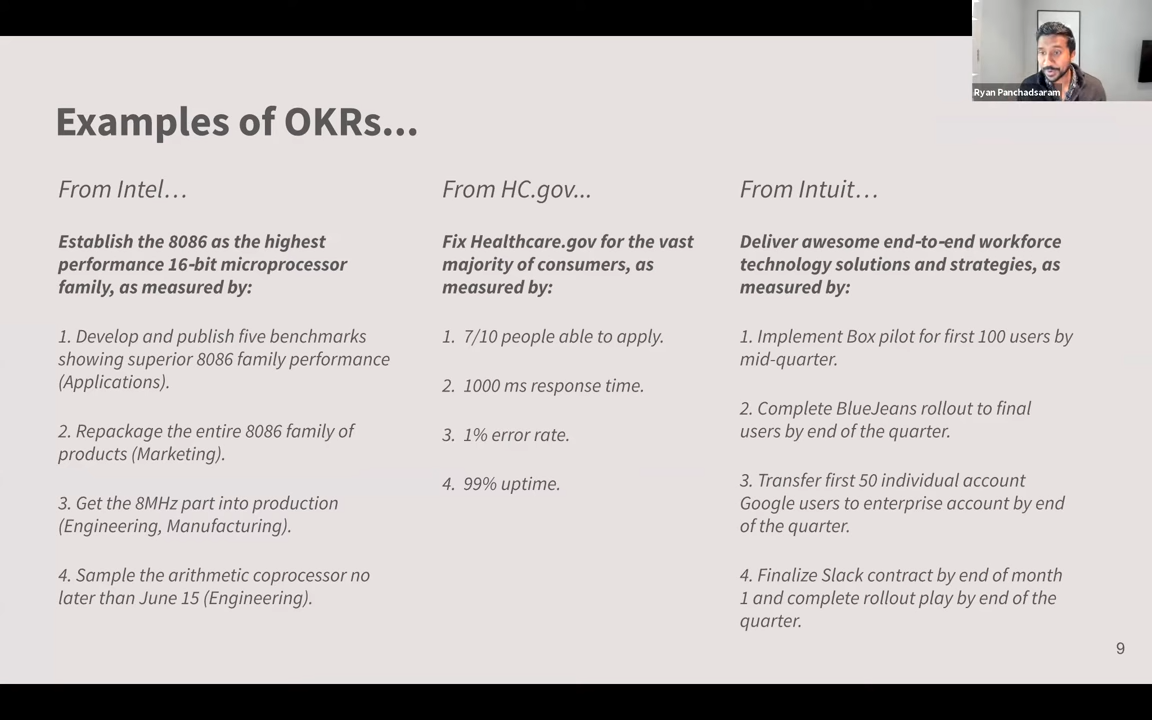 Ryan Panchadsaram
Examples of OKRs...
From Intel...
Establish the 8086 as the highest
performance 16-bit microprocessor
family, as measured by:
1. Develop and publish five benchmarks
showing superior 8086 family performance
(Applications).
2. Repackage the entire 8086 family of
products (Marketing).
3. Get the 8MHz part into production
(Engineering, Manufacturing).
4. Sample the arithmetic coprocessor no
later than June 15 (Engineering).
From HC.gov...
Fix Healthcare.gov for the vast
majority of consumers, as
measured by:
1. 7/10 people able to apply.
2. 1000 ms response time.
3. 1% error rate.
4. 99% uptime.
From Intuit...
Deliver awesome end-to-end workforce
technology solutions and strategies, as
measured by:
1. Implement Box pilot for first 100 users by
mid-quarter.
2. Complete BlueJeans rollout to final
users by end of the quarter.
3. Transfer first 50 individual account
Google users to enterprise account by end
of the quarter.
4. Finalize Slack contract by end of month
1 and complete rollout play by end of the
quarter.
9